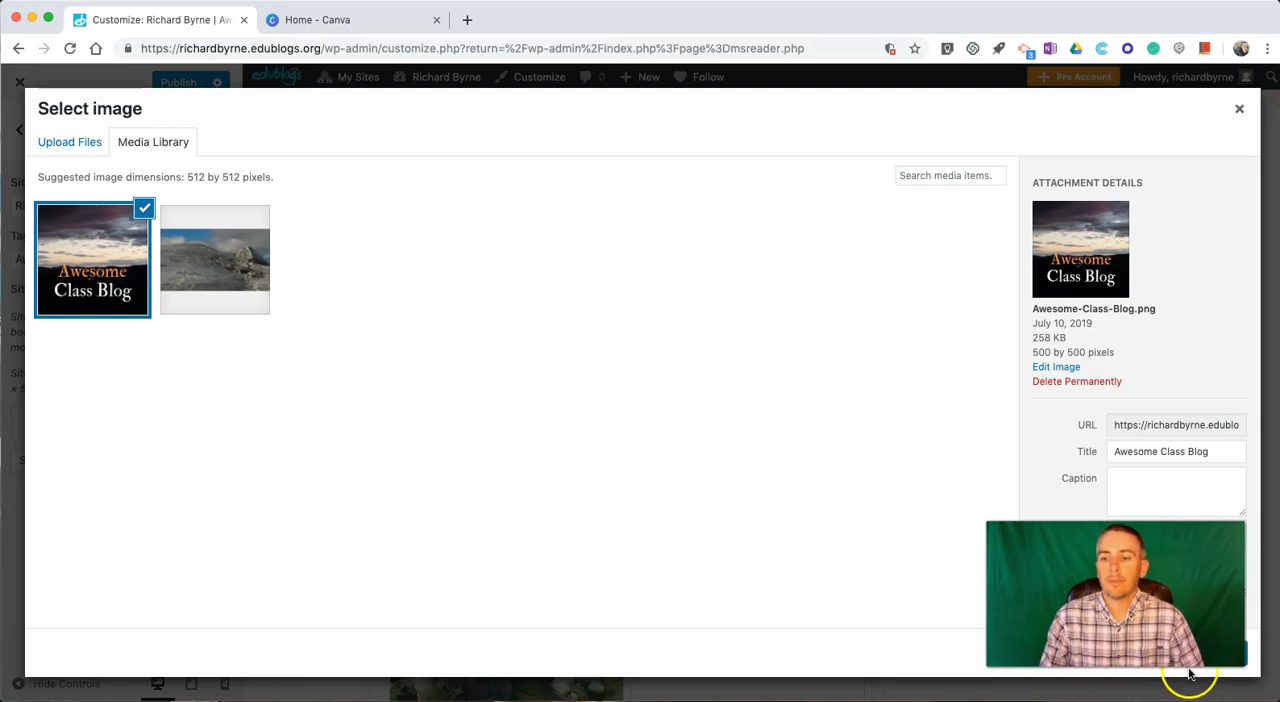 Customize: Richard Byrne | Aw
Home - Canva
https://richardbyrne.edublogs.org/wp-admin/customize.php?return=%2Fwp-admin%2Findex.php%3Fpage%3Dmsreader.php
3
Publish
edublogs
My Sites
Richard Byrne
Customize
0
New
Follow
Pro Account
Howdy, richardbyrne
Select image
Upload Files
Media Library
Suggested image dimensions: 512 by 512 pixels.
Search media items.
Awesome
Class Blog
ATTACHMENT DETAILS
Awesome
Class Blog
Awesome-Class-Blog.png
July 10, 2019
258 KB
500 by 500 pixels
Edit Image
Delete Permanently
URL
https://richardbyrne.edublo
Title
Awesome Class Blog
Caption
Hide Controls